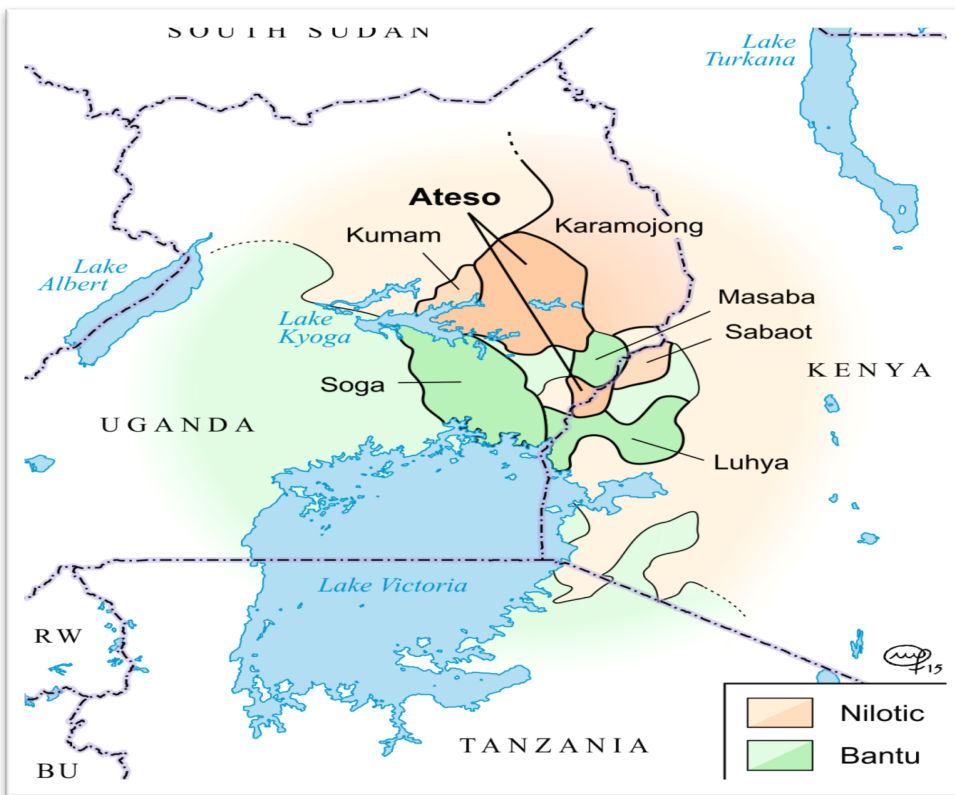 SOUTH SUDAN
Lake
Turkana
Ateso
Kumam
Karamojong
Lake
Albert
Masaba
Lake
Kyoga
Sabaot
Soga
KENYA
UGANDA
Luhya
Lake Victoria
RW
15
Nilotic
TANZANIA
Bantu
BU